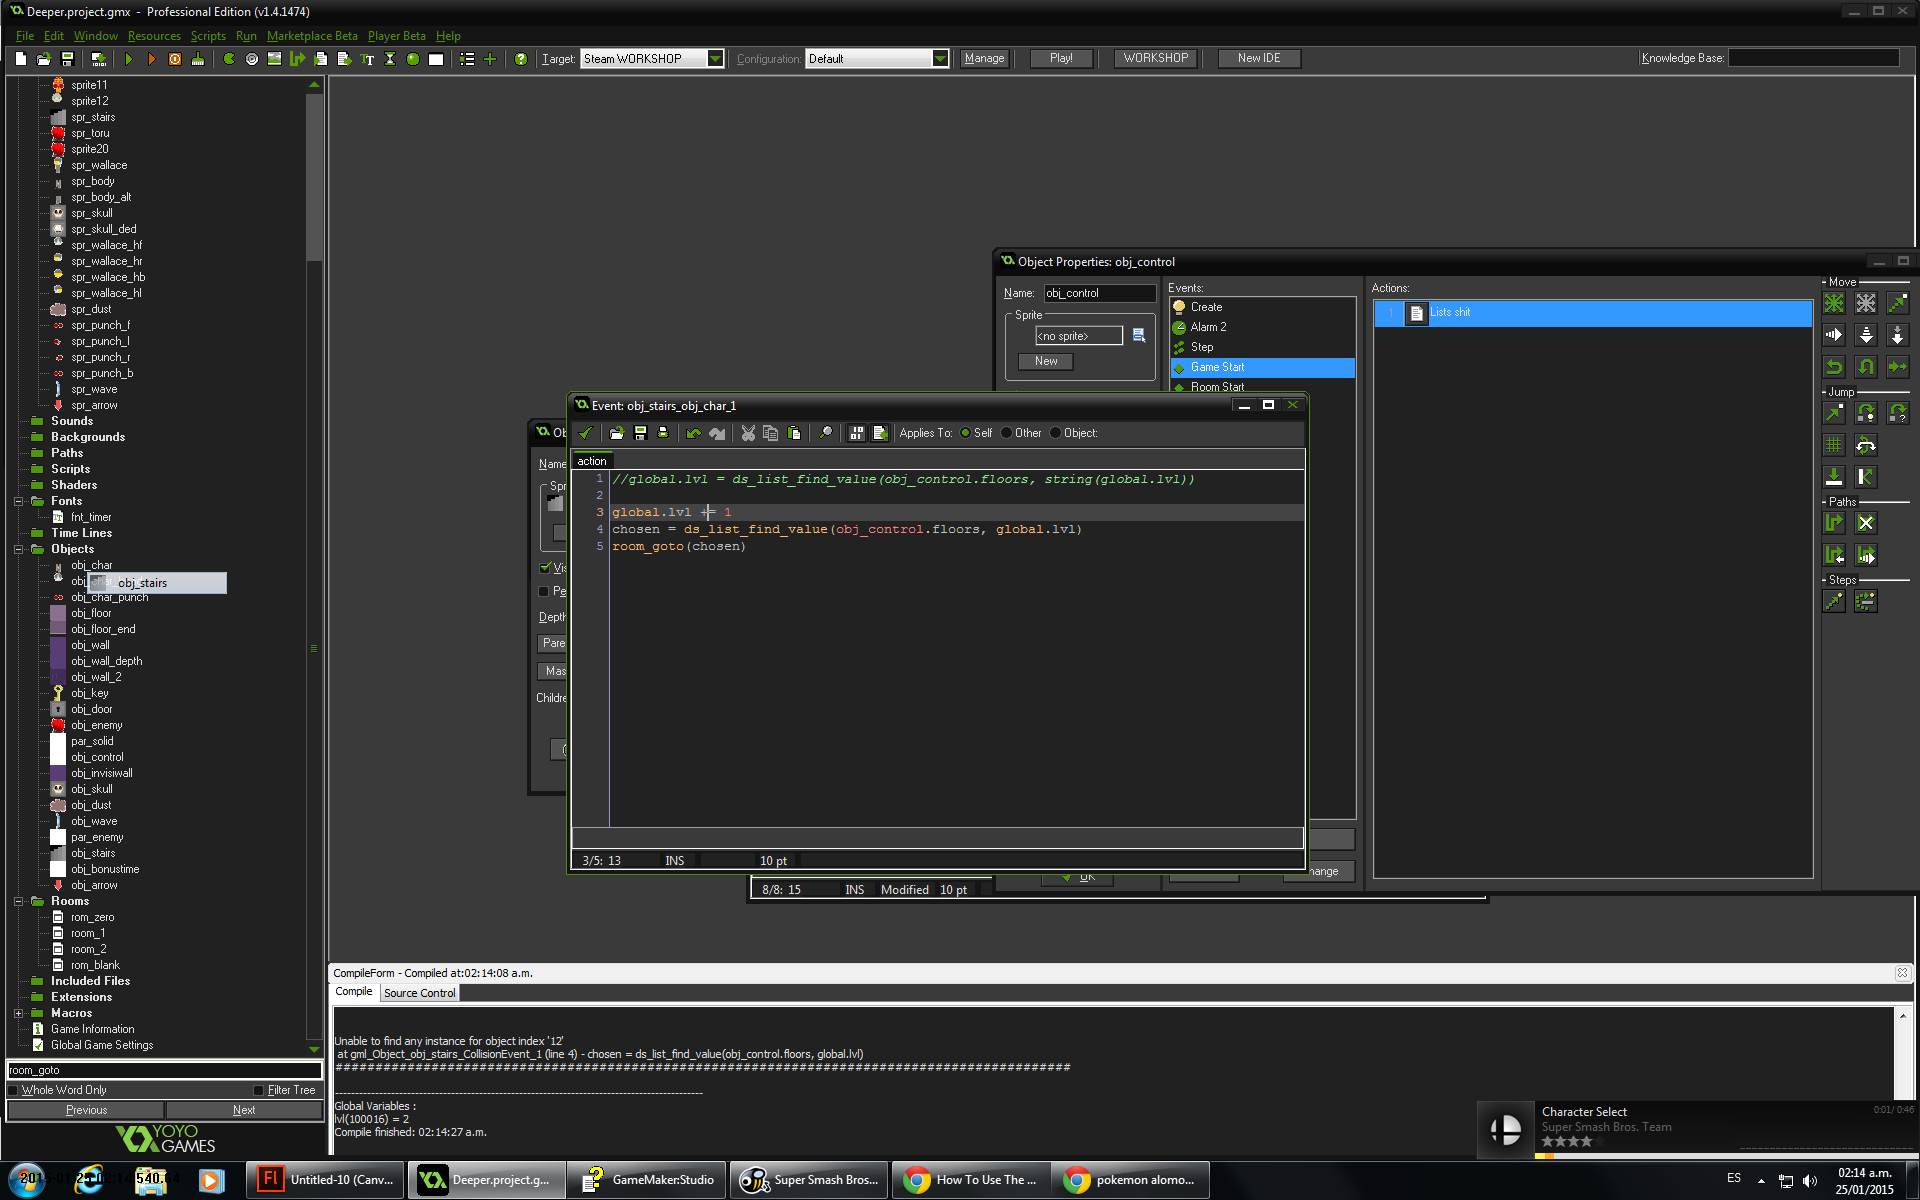 Deeper.project.gmx - Professional Edition (v1.4.1474)
File Edit Window Resources Scripts Run Marketplace Beta Player Beta Help
Target: Steam WORKSHOP Configuration: Default Manage Play! WORKSHOP New IDE Knowledge Base:
sprite11
sprite12
spr_stairs
spr_toru
sprite20
spr_wallace
spr_body
spr_body_alt
spr_skull
spr_skull_ded
spr_wallace_hf
spr_wallace_hr
spr_wallace_hb
spr_wallace_hl
spr_dust
spr_punch_f
spr_punch_l
spr_punch_r
spr_punch_b
spr_wave
spr_arrow
Sounds
Backgrounds
Paths
Scripts
Shaders
Fonts
fnt_timer
Time Lines
Objects
obj_char
obj_stairs
obj_char_punch
obj_floor
obj_floor_end
obj_wall
obj_wall_depth
obj_wall_2
obj_key
obj_door
obj_enemy
par_solid
obj_control
obj_invisiwall
obj_skull
obj_dust
obj_wave
par_enemy
obj_stairs
obj_bonustime
obj_arrow
Rooms
rom_zero
room_1
room_2
rom_blank
Included Files
Extensions
Macros
Game Information
Global Game Settings
room_goto
Whole Word Only Filter Tree
Previous Next
YOYO GAMES
Object Properties: obj_control
Name: obj_control
Sprite
<no sprite>
New
Events:
Create
Alarm 2
Step
Game Start
Room Start
Actions:
1 Lists shit
Move
Jump
Paths
Steps
Ob
Name
Spr
Vis
Pe
Depth
Pare
Mas
Childre
Event: obj_stairs_obj_char_1
Applies To: Self Other Object:
action
1 //global.lvl = ds_list_find_value(obj_control.floors, string(global.lvl))
2
3 global.lvl += 1
4 chosen = ds_list_find_value(obj_control.floors, global.lvl)
5 room_goto(chosen)
3/5: 13 INS 10 pt
OK hange
8/8: 15 INS Modified 10 pt
CompileForm - Compiled at:02:14:08 a.m.
Compile Source Control
Unable to find any instance for object index '12'
at gml_Object_obj_stairs_CollisionEvent_1 (line 4) - chosen = ds_list_find_value(obj_control.floors, global.lvl)
############################################################################################
Global Variables :
lvl(100016) = 2
Compile finished: 02:14:27 a.m.
Character Select 0:01/ 0:46
Super Smash Bros. Team
Untitled-10 (Canv... Deeper.project.g... GameMaker:Studio Super Smash Bros... How To Use The ... pokemon alomo... ES 02:14 a.m.
25/01/2015